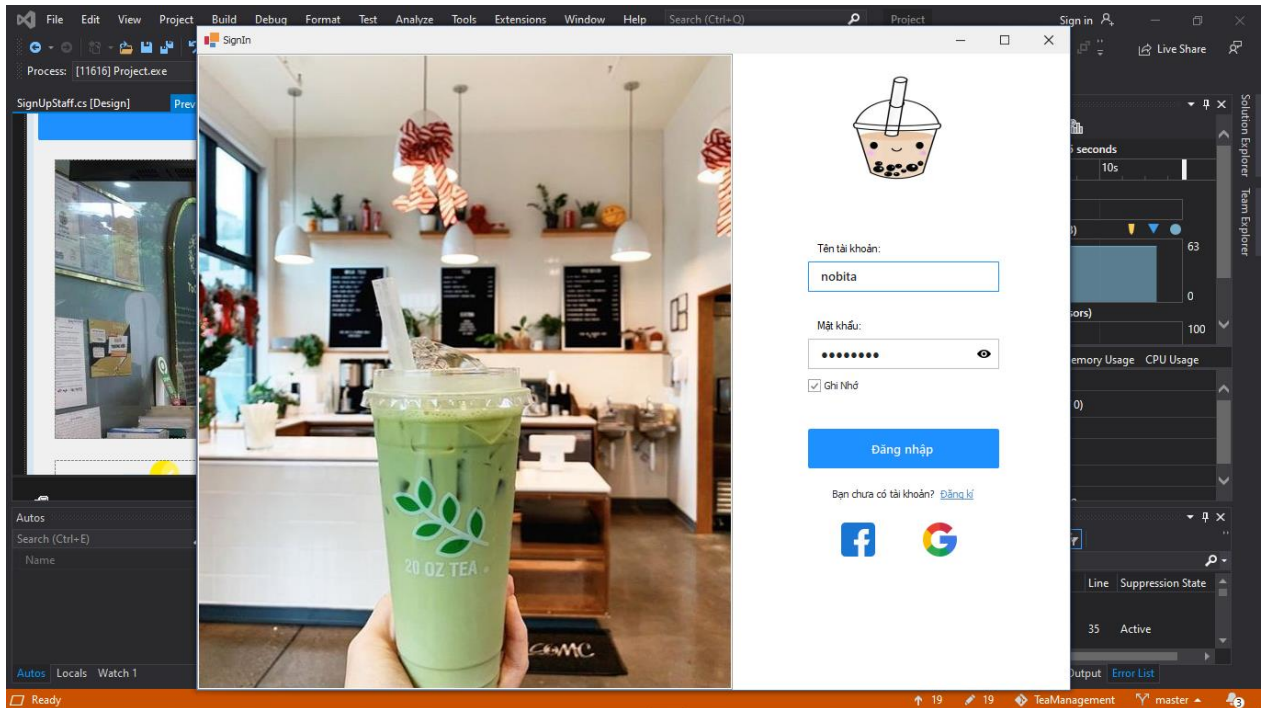 File Edit View Project Build Debug Format Test Analyze Tools Extensions Window Help Search (Ctrl+Q) Project Sign in
Live Share
Process: [11616] Project.exe
SignUpStaff.cs [Design]
SignIn
Tên tài khoản:
nobita
Mật khẩu:
Ghi Nhớ
Đăng nhập
Bạn chưa có tài khoản? Đăng kí
20 OZ TEA
seconds
10s
63
0
100
Memory Usage CPU Usage
0)
Solution Explorer
Team Explorer
Autos
Search (Ctrl+E)
Name
Line Suppression State
35 Active
Autos Locals Watch 1
Output Error List
Ready
19 19 TeaManagement master 3